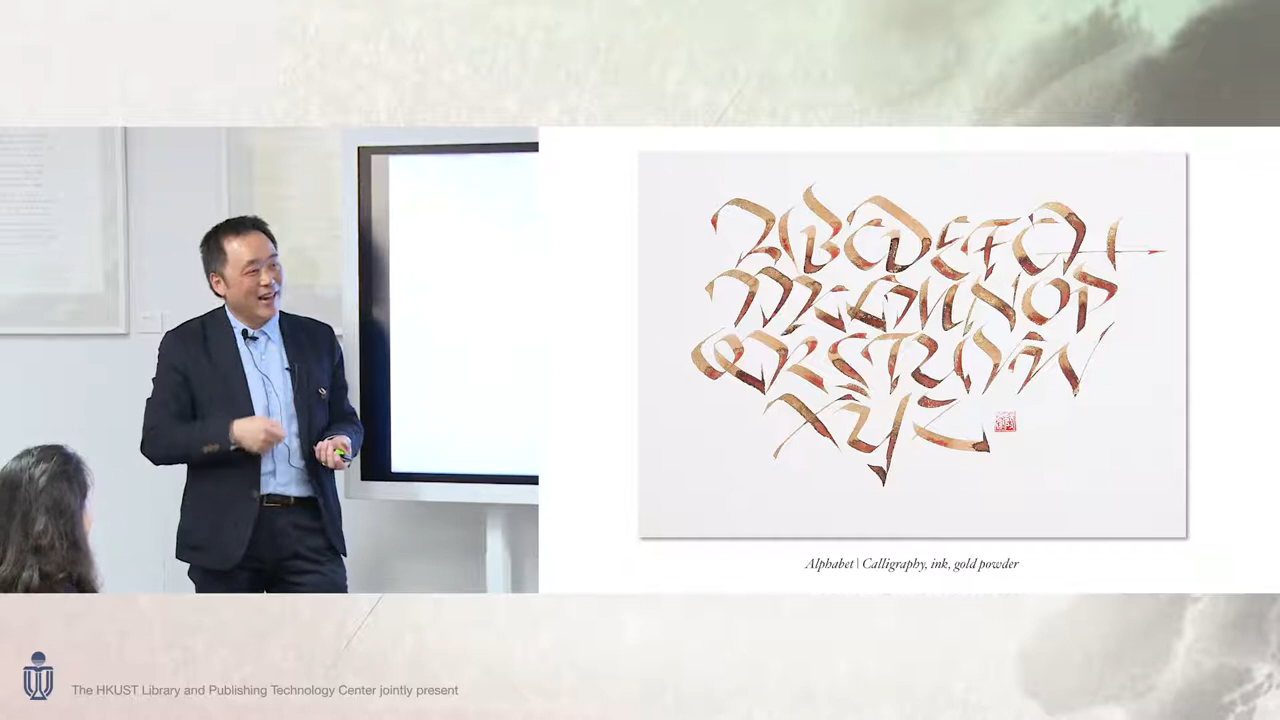 ABCDEFGH
IJKLMNOP
QRSTUVW
XYZ
Alphabet | Calligraphy, ink, gold powder
The HKUST Library and Publishing Technology Center jointly present